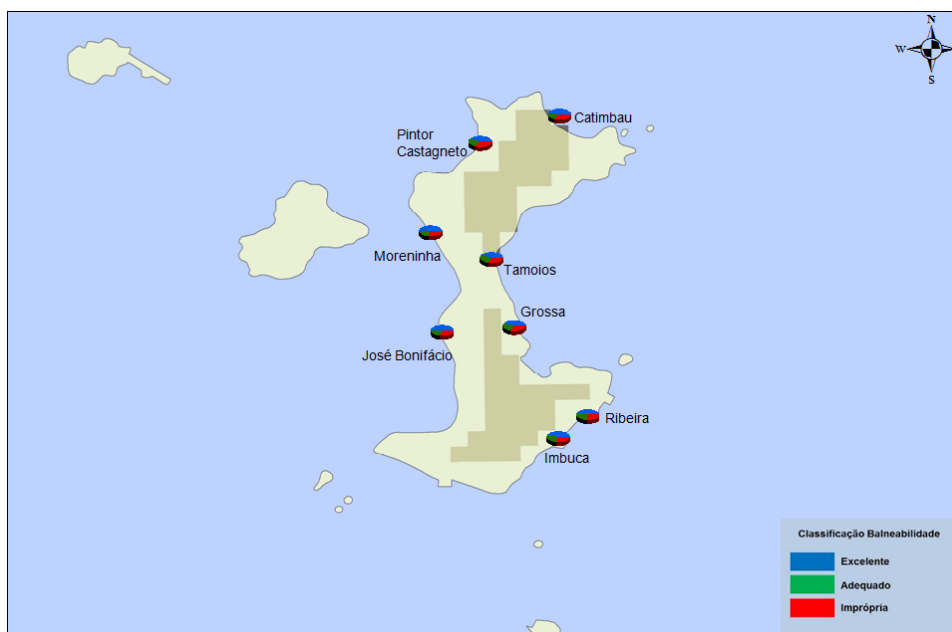 N
W
S
Catimbau
Pintor
Castagneto
Moreninha
Tamoios
Grossa
José Bonifácio
Ribeira
Imbuca
Classificação Balneabilidade
Excelente
Adequado
Imprópria